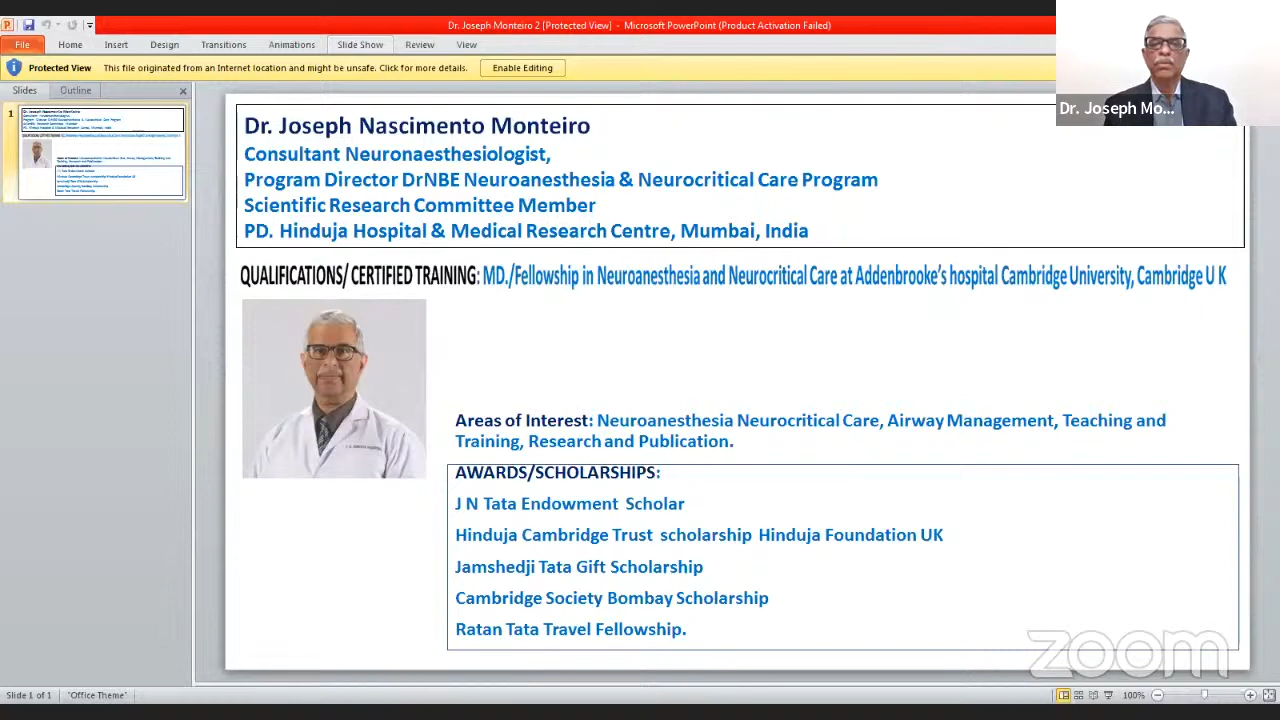 Dr. Joseph Monteiro 2 [Protected View] - Microsoft PowerPoint (Product Activation Failed)
File Home Insert Design Transitions Animations Slide Show Review View
Protected View This file originated from an Internet location and might be unsafe. Click for more details. Enable Editing
Slides Outline
Dr. Joseph Mo...
1
Dr. Joseph Nascimento Monteiro
Consultant Neuronaesthesiologist,
Program Director DrNBE Neuroanesthesia & Neurocritical Care Program
Scientific Research Committee Member
PD. Hinduja Hospital & Medical Research Centre, Mumbai, India
QUALIFICATIONS/ CERTIFIED TRAINING: MD./Fellowship in Neuroanesthesia and Neurocritical Care at Addenbrooke's hospital Cambridge University, Cambridge U K
Areas of Interest: Neuroanesthesia Neurocritical Care, Airway Management, Teaching and
Training, Research and Publication.
AWARDS/SCHOLARSHIPS:
J N Tata Endowment Scholar
Hinduja Cambridge Trust scholarship Hinduja Foundation UK
Jamshedji Tata Gift Scholarship
Cambridge Society Bombay Scholarship
Ratan Tata Travel Fellowship.
zoom
Slide 1 of 1 "Office Theme" 100%